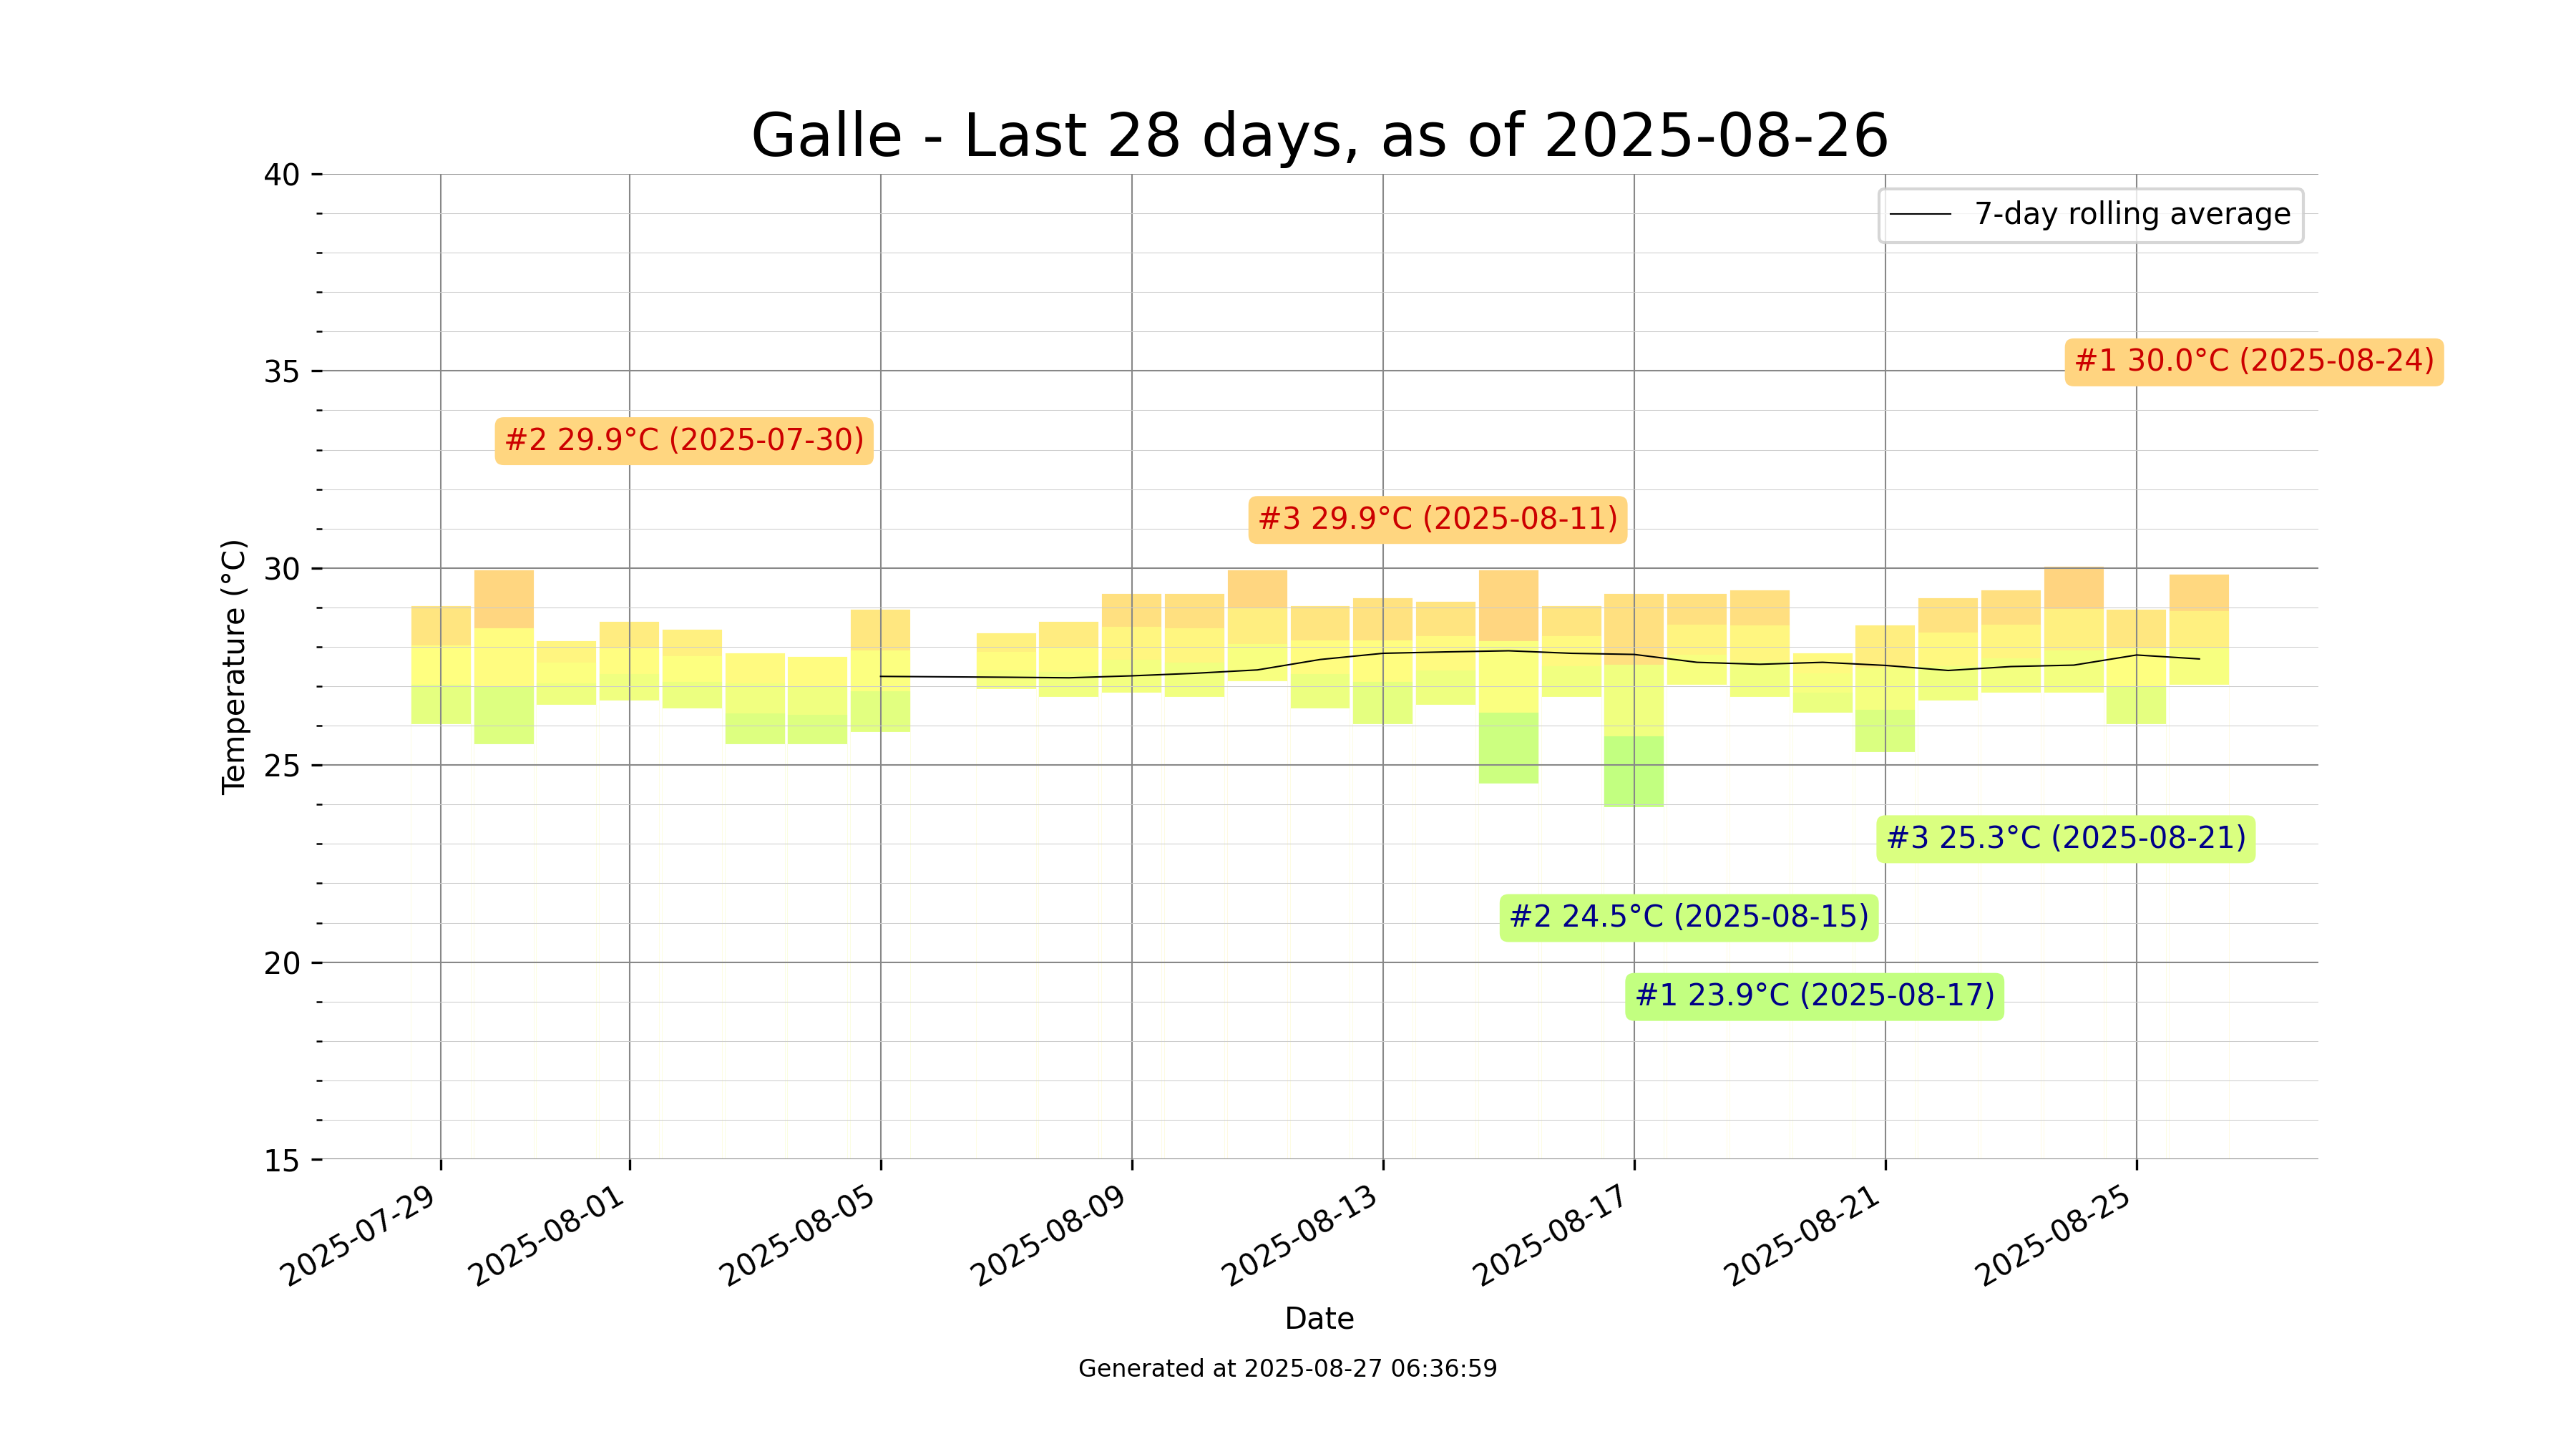 Galle - Last 28 days, as of 2025-08-26
40
7-day rolling average
35
#1 30.0°C (2025-08-24)
#2 29.9°C (2025-07-30)
#3 29.9°C (2025-08-11)
30
Temperature (°C)
25
#3 25.3°C (2025-08-21)
#2 24.5°C (2025-08-15)
20
#1 23.9°C (2025-08-17)
15
2025-07-29
2025-08-01
2025-08-05
2025-08-09
2025-08-13
2025-08-17
2025-08-21
2025-08-25
Date
Generated at 2025-08-27 06:36:59